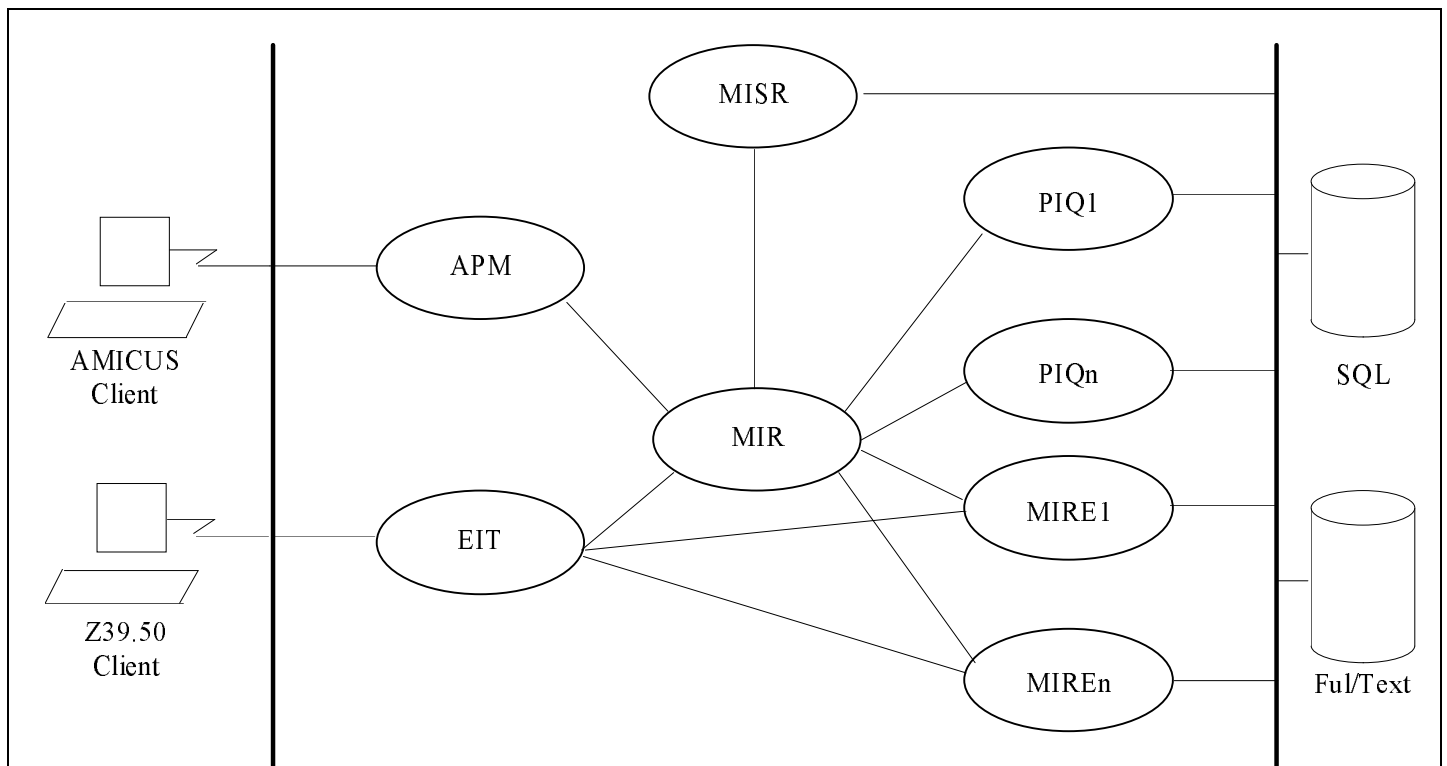 MISR
PIQ1
APM
AMICUS
Client
PIQn
SQL
MIR
EIT
MIRE1
Z39.50
Client
MIREn
Ful/Text